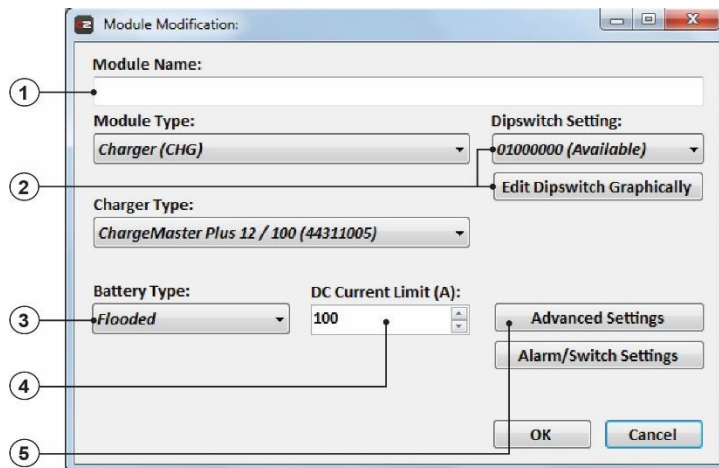 Module Modification:
Module Name:
1
Module Type:
Dipswitch Setting:
Charger (CHG)
01000000 (Available)
2
Edit Dipswitch Graphically
Charger Type:
ChargeMaster Plus 12 / 100 (44311005)
Battery Type:
DC Current Limit (A):
3
Flooded
100
Advanced Settings
Alarm/Switch Settings
4
OK
Cancel
5